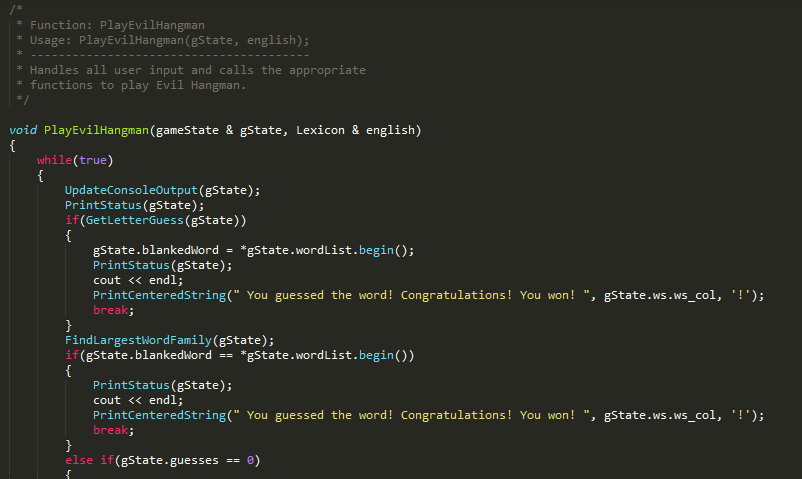 /*
 * Function: PlayEvilHangman
 * Usage: PlayEvilHangman(gState, english);
 * ----------------------------------------
 * Handles all user input and calls the appropriate
 * functions to play Evil Hangman.
 */
void PlayEvilHangman(gameState & gState, Lexicon & english)
{
    while(true)
    {
        UpdateConsoleOutput(gState);
        PrintStatus(gState);
        if(GetLetterGuess(gState))
        {
            gState.blankedWord = *gState.wordList.begin();
            PrintStatus(gState);
            cout << endl;
            PrintCenteredString(" You guessed the word! Congratulations! You won! ", gState.ws.ws_col, '!');
            break;
        }
        FindLargestWordFamily(gState);
        if(gState.blankedWord == *gState.wordList.begin())
        {
            PrintStatus(gState);
            cout << endl;
            PrintCenteredString(" You guessed the word! Congratulations! You won! ", gState.ws.ws_col, '!');
            break;
        }
        else if(gState.guesses == 0)
        {